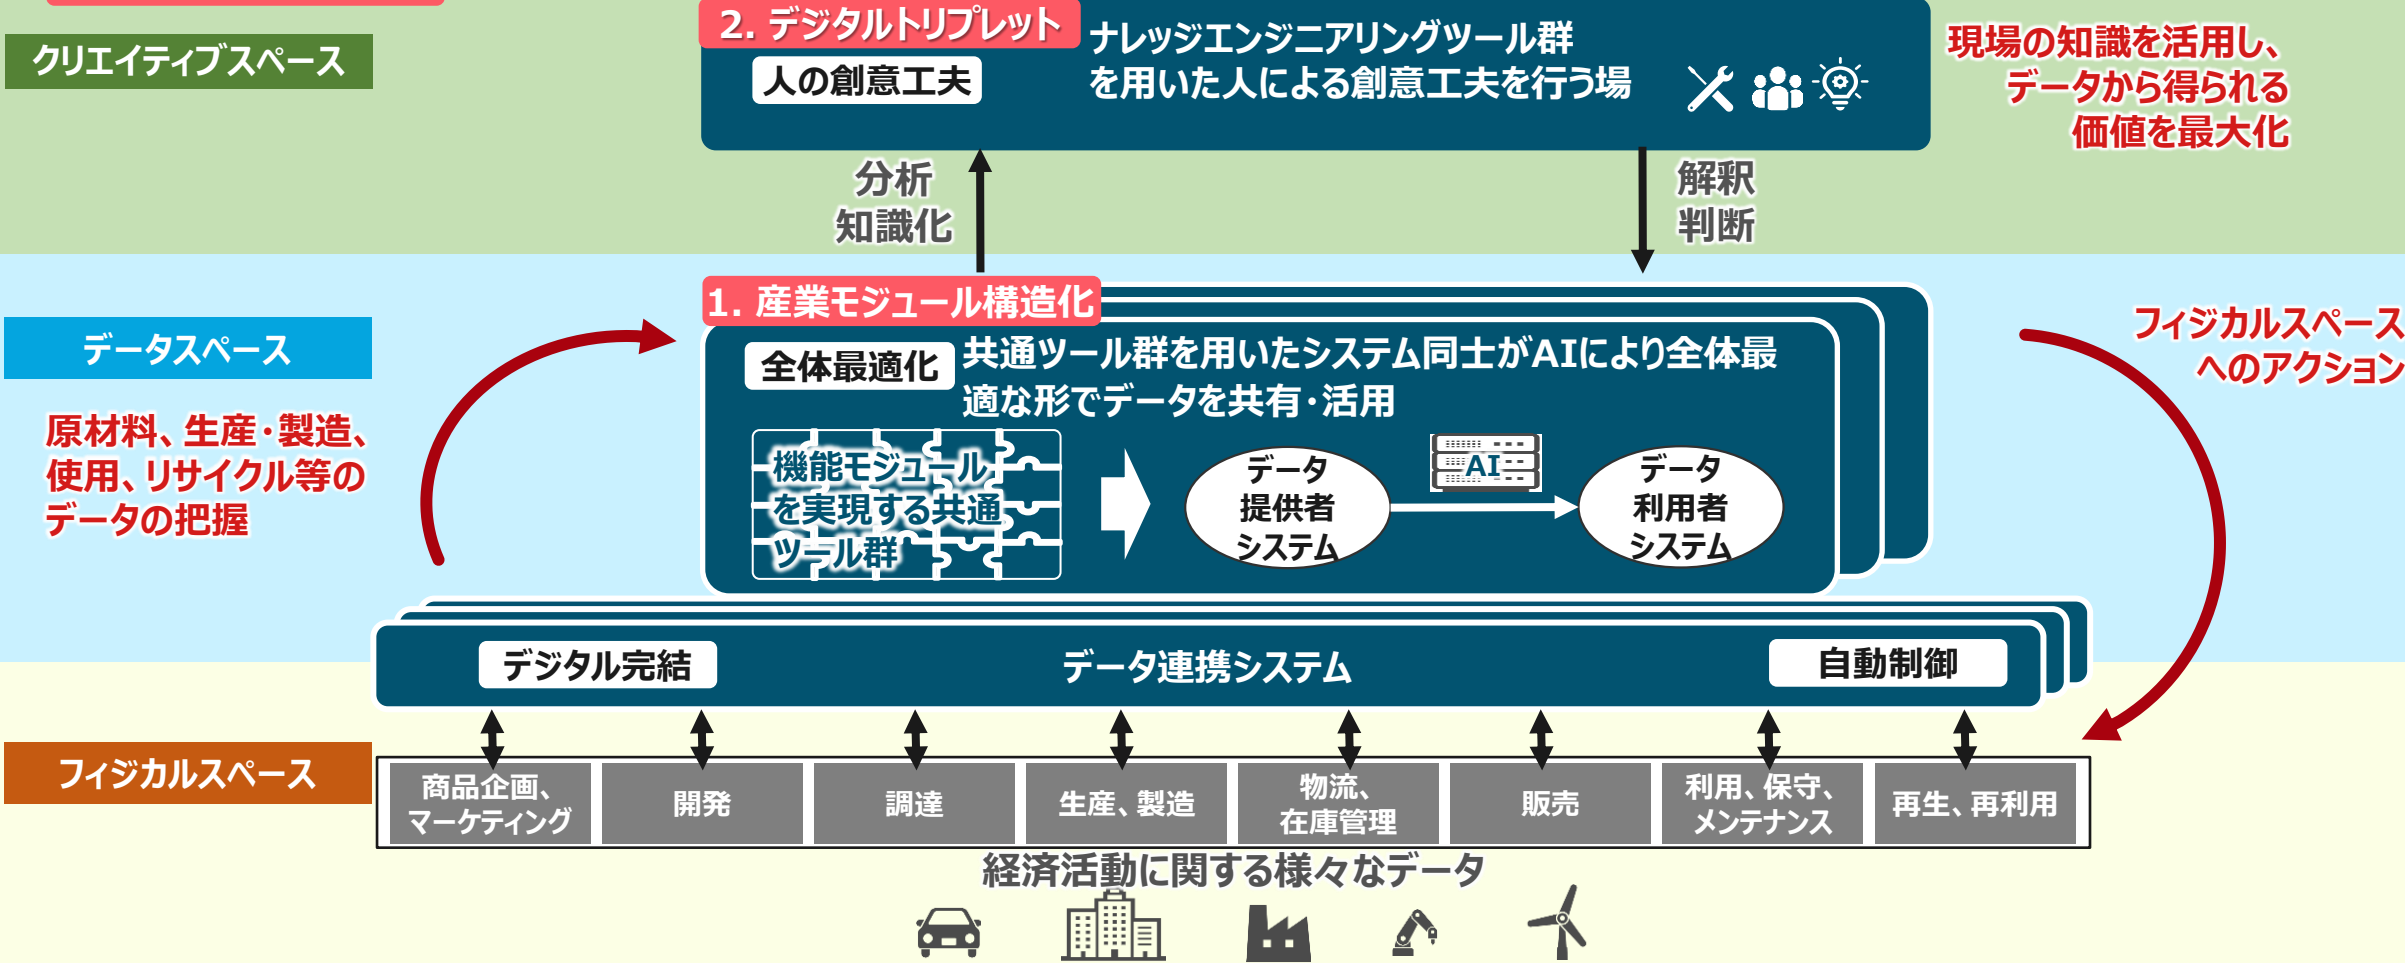 クリエイティブスペース
2. デジタルトリプレット
人の創意工夫
ナレッジエンジニアリングツール群
を用いた人による創意工夫を行う場
現場の知識を活用し、
データから得られる
価値を最大化
分析
知識化
解釈
判断
データスペース
原材料、生産・製造、
使用、リサイクル等の
データの把握
1. 産業モジュール構造化
全体最適化
共通ツール群を用いたシステム同士がAIにより全体最
適な形でデータを共有・活用
機能モジュール
を実現する共通
ツール群
データ
提供者
システム
AI
データ
利用者
システム
フィジカルスペース
へのアクション
デジタル完結
データ連携システム
自動制御
フィジカルスペース
商品企画、
マーケティング
開発
調達
生産、製造
物流、
在庫管理
販売
利用、保守、
メンテナンス
再生、再利用
経済活動に関する様々なデータ